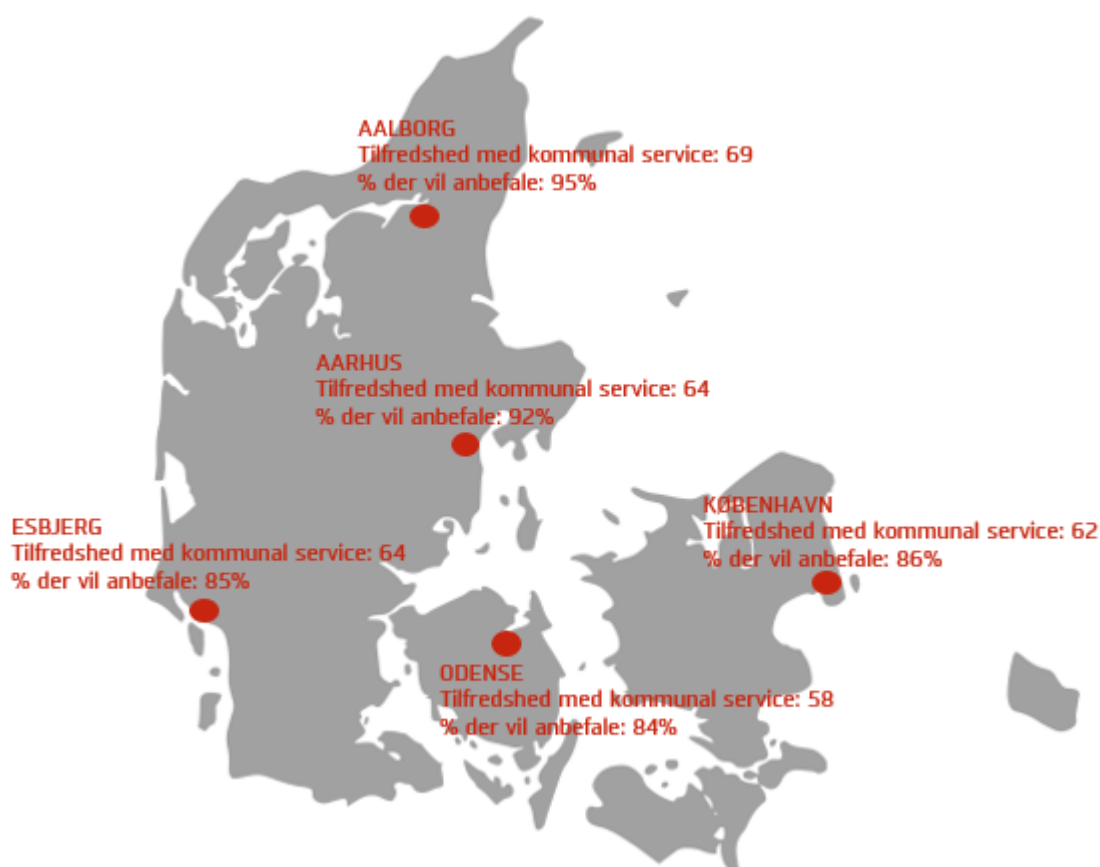 AALBORG
Tilfredshed med kommunal service: 69
% der vil anbefale: 95%
AARHUS
Tilfredshed med kommunal service: 64
% der vil anbefale: 92%
KØBENHAVN
Tilfredshed med kommunal service: 62
% der vil anbefale: 86%
ESBJERG
Tilfredshed med kommunal service: 64
% der vil anbefale: 85%
ODENSE
Tilfredshed med kommunal service: 58
% der vil anbefale: 84%